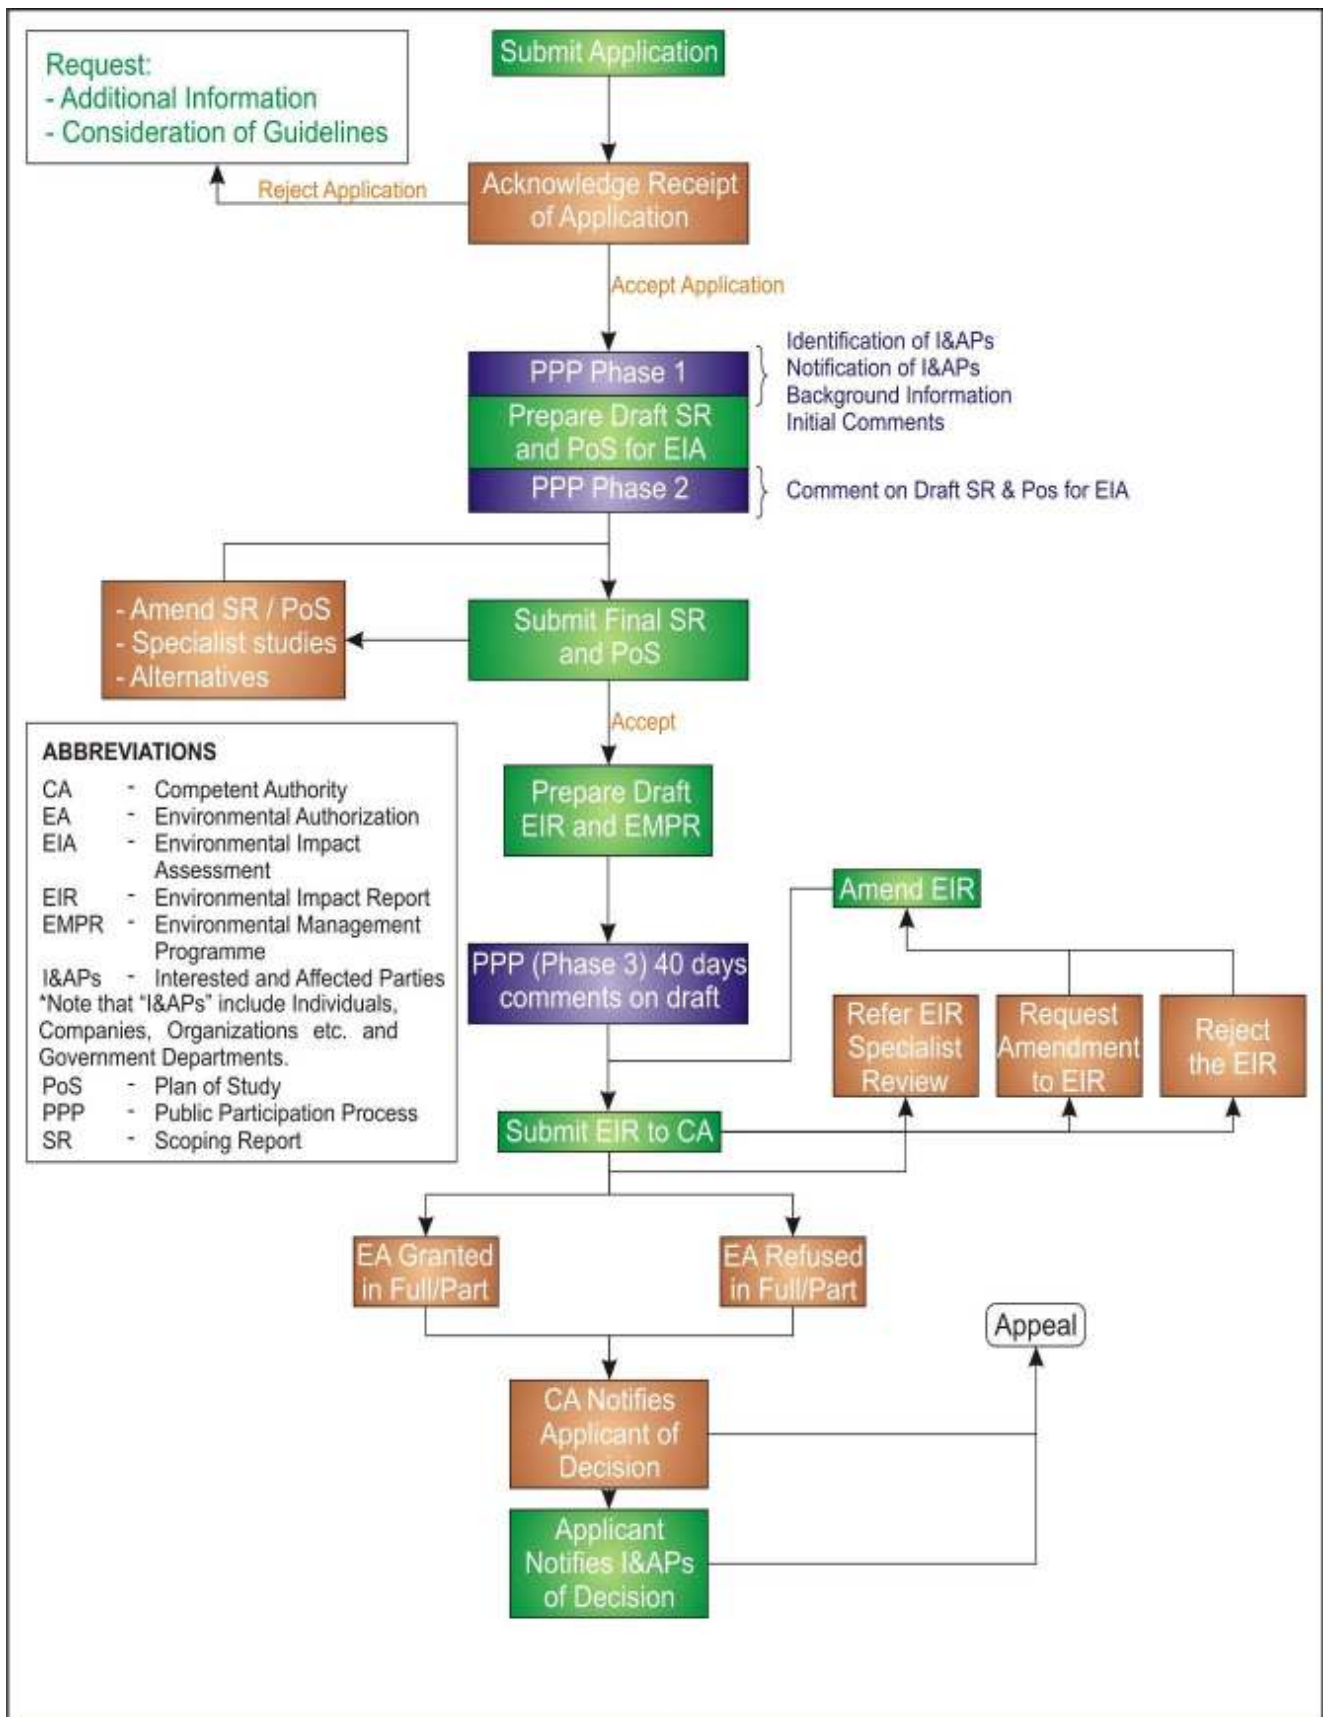 Submit Application
Request:
- Additional Information
- Consideration of Guidelines
Reject Application
Acknowledge Receipt
of Application
Accept Application
PPP Phase 1
Identification of I&APs
Notification of I&APs
Background Information
Initial Comments
Prepare Draft SR
and PoS for EIA
PPP Phase 2
Comment on Draft SR & Pos for EIA
- Amend SR / PoS
- Specialist studies
- Alternatives
Submit Final SR
and PoS
Accept
ABBREVIATIONS
CA - Competent Authority
EA - Environmental Authorization
EIA - Environmental Impact
Assessment
EIR - Environmental Impact Report
EMPR - Environmental Management
Programme
I&APs - Interested and Affected Parties
*Note that "I&APs" include Individuals,
Companies, Organizations etc. and
Government Departments.
PoS - Plan of Study
PPP - Public Participation Process
SR - Scoping Report
Prepare Draft
EIR and EMPR
Amend EIR
PPP (Phase 3) 40 days
comments on draft
Refer EIR
Specialist
Review
Request
Amendment
to EIR
Reject
the EIR
Submit EIR to CA
EA Granted
in Full/Part
EA Refused
in Full/Part
Appeal
CA Notifies
Applicant of
Decision
Applicant
Notifies I&APs
of Decision